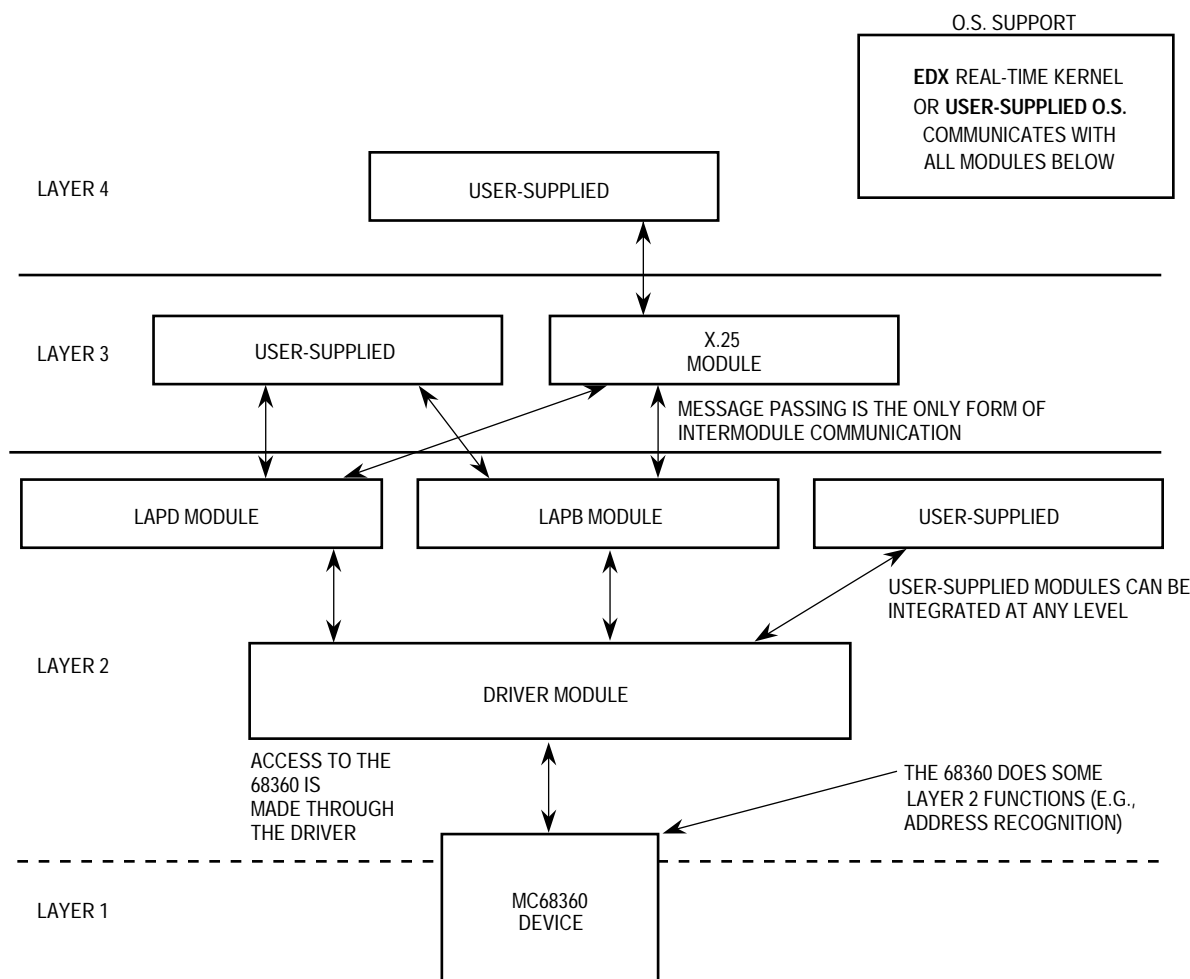 O.S. SUPPORT
EDX REAL-TIME KERNEL
OR USER-SUPPLIED O.S.
COMMUNICATES WITH
ALL MODULES BELOW
LAYER 4
USER-SUPPLIED
LAYER 3
USER-SUPPLIED
X.25
MODULE
MESSAGE PASSING IS THE ONLY FORM OF
INTERMODULE COMMUNICATION
LAPD MODULE
LAPB MODULE
USER-SUPPLIED
USER-SUPPLIED MODULES CAN BE
INTEGRATED AT ANY LEVEL
LAYER 2
DRIVER MODULE
ACCESS TO THE
68360 IS
MADE THROUGH
THE DRIVER
THE 68360 DOES SOME
LAYER 2 FUNCTIONS (E.G.,
ADDRESS RECOGNITION)
LAYER 1
MC68360
DEVICE